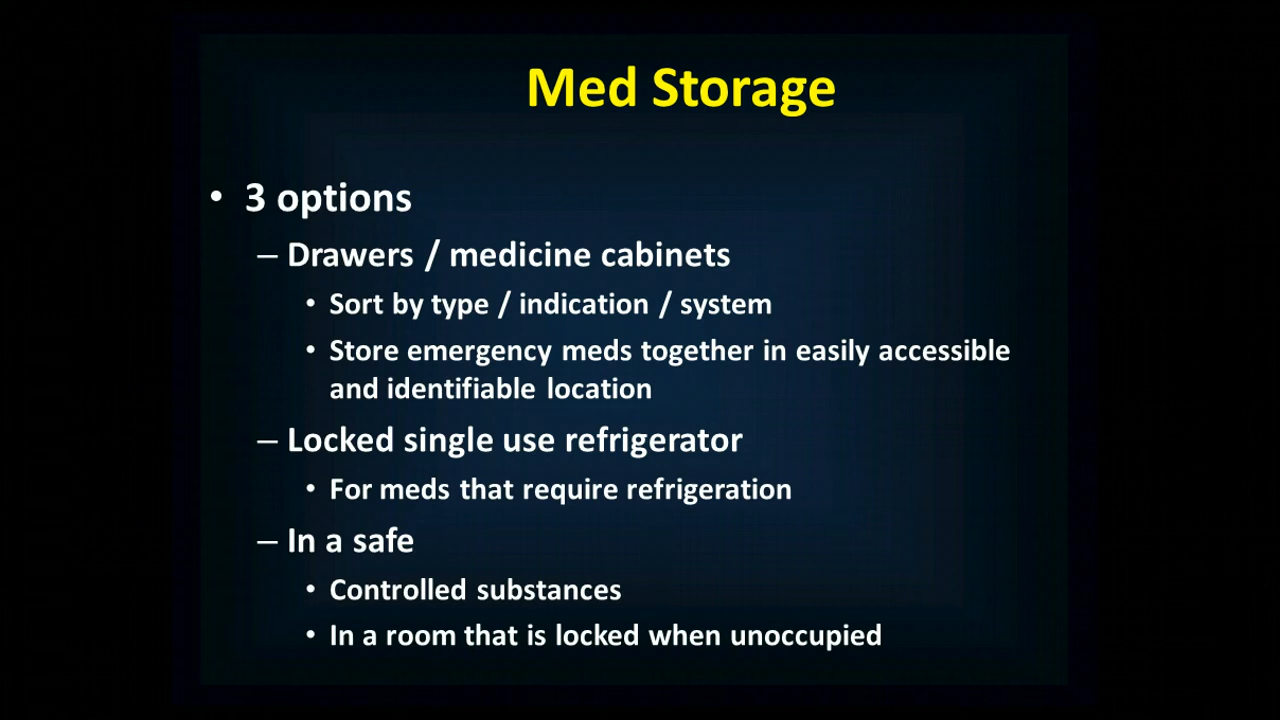 Med Storage
• 3 options
– Drawers / medicine cabinets
• Sort by type / indication / system
• Store emergency meds together in easily accessible
and identifiable location
– Locked single use refrigerator
• For meds that require refrigeration
– In a safe
• Controlled substances
• In a room that is locked when unoccupied